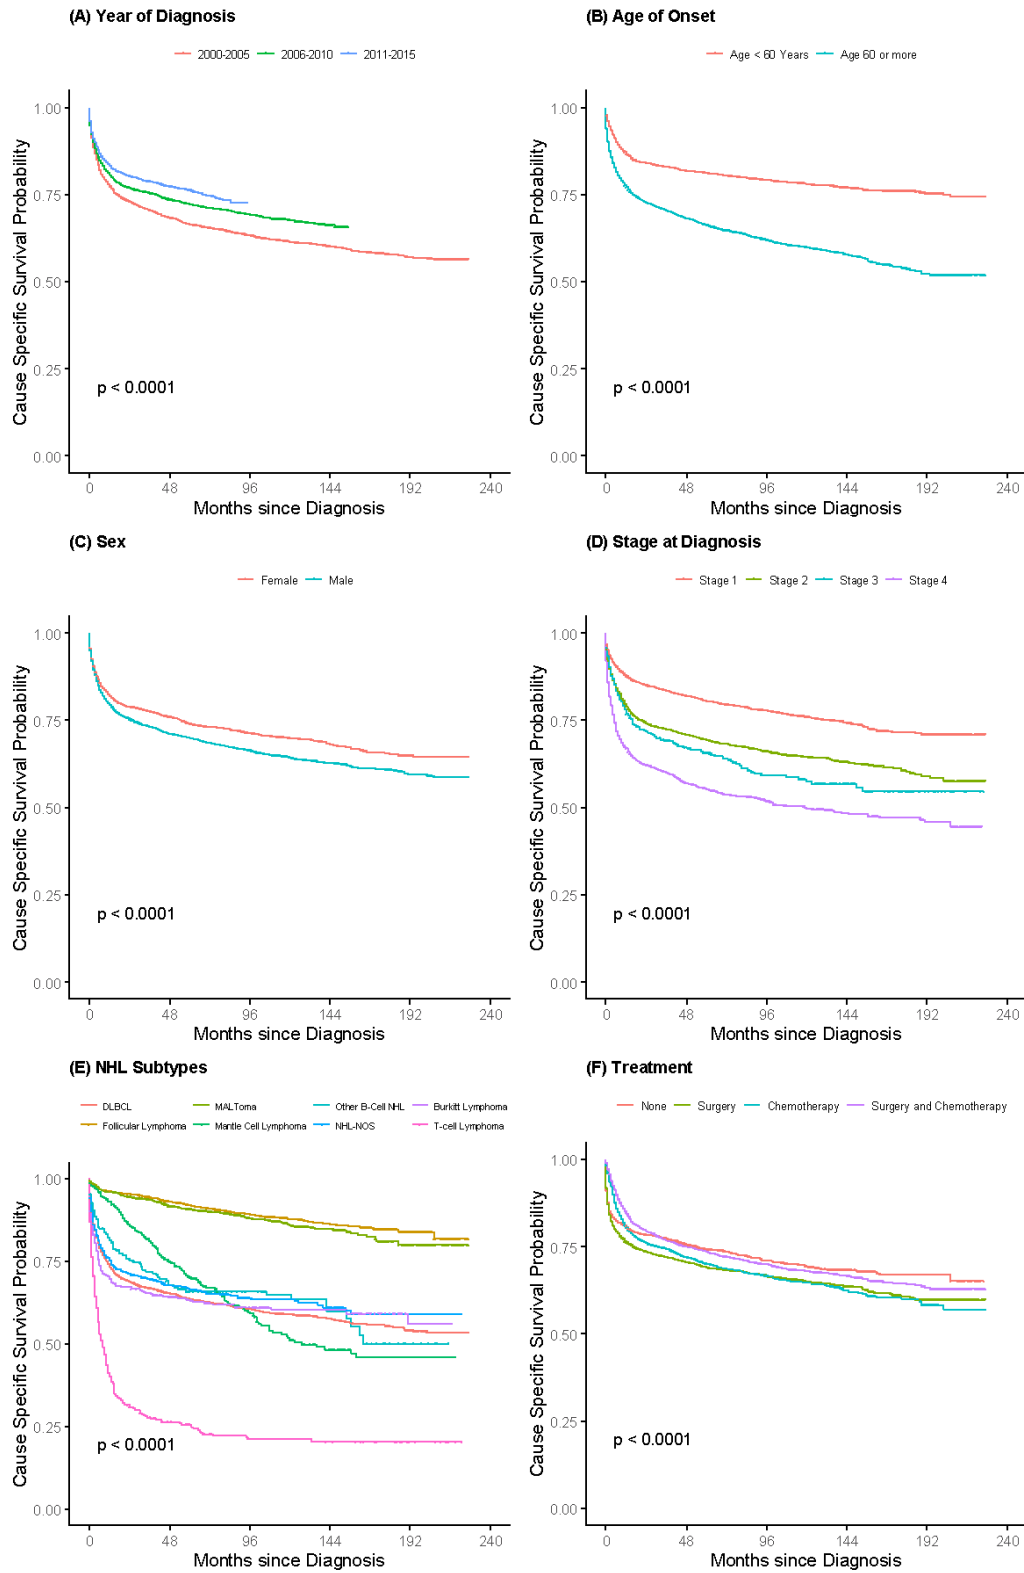 (A) Year of Diagnosis
2000-2005 2006-2010 2011-2015
Cause Specific Survival Probability
1.00
0.75
0.50
0.25
0.00
p < 0.0001
0 48 96 144 192 240
Months since Diagnosis
(B) Age of Onset
Age < 60 Years Age 60 or more
Cause Specific Survival Probability
1.00
0.75
0.50
0.25
0.00
p < 0.0001
0 48 96 144 192 240
Months since Diagnosis
(C) Sex
Female Male
Cause Specific Survival Probability
1.00
0.75
0.50
0.25
0.00
p < 0.0001
0 48 96 144 192 240
Months since Diagnosis
(D) Stage at Diagnosis
Stage 1 Stage 2 Stage 3 Stage 4
Cause Specific Survival Probability
1.00
0.75
0.50
0.25
0.00
p < 0.0001
0 48 96 144 192 240
Months since Diagnosis
(E) NHL Subtypes
DLBCL MALToma Other B-Cell NHL Burkitt Lymphoma
Follicular Lymphoma Mantle Cell Lymphoma NHL-NOS T-cell Lymphoma
Cause Specific Survival Probability
1.00
0.75
0.50
0.25
0.00
p < 0.0001
0 48 96 144 192 240
Months since Diagnosis
(F) Treatment
None Surgery Chemotherapy Surgery and Chemotherapy
Cause Specific Survival Probability
1.00
0.75
0.50
0.25
0.00
p < 0.0001
0 48 96 144 192 240
Months since Diagnosis